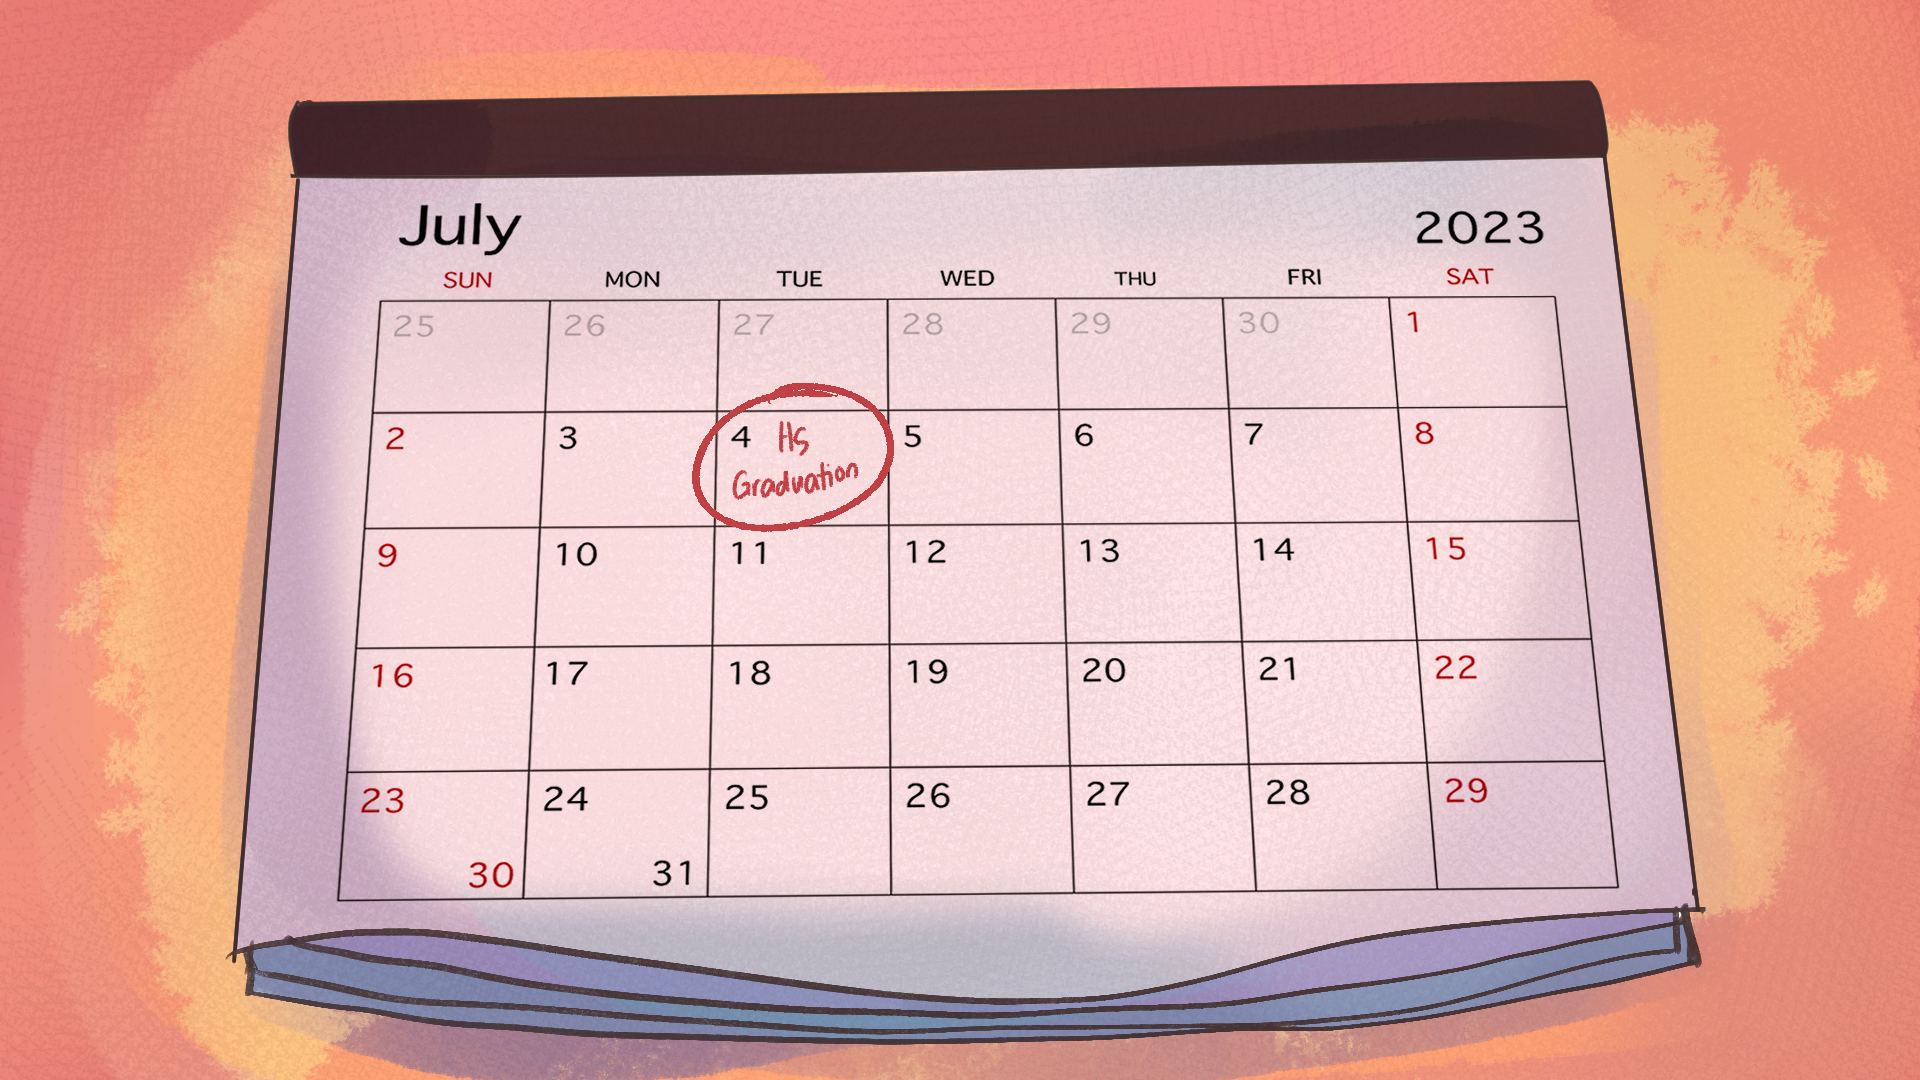 July 2023
SUN MON TUE WED THU FRI SAT
25 26 27 28 29 30 1
2 3 4 Hs 5 6 7 8
Graduation
9 10 11 12 13 14 15
16 17 18 19 20 21 22
23 24 25 26 27 28 29
30 31